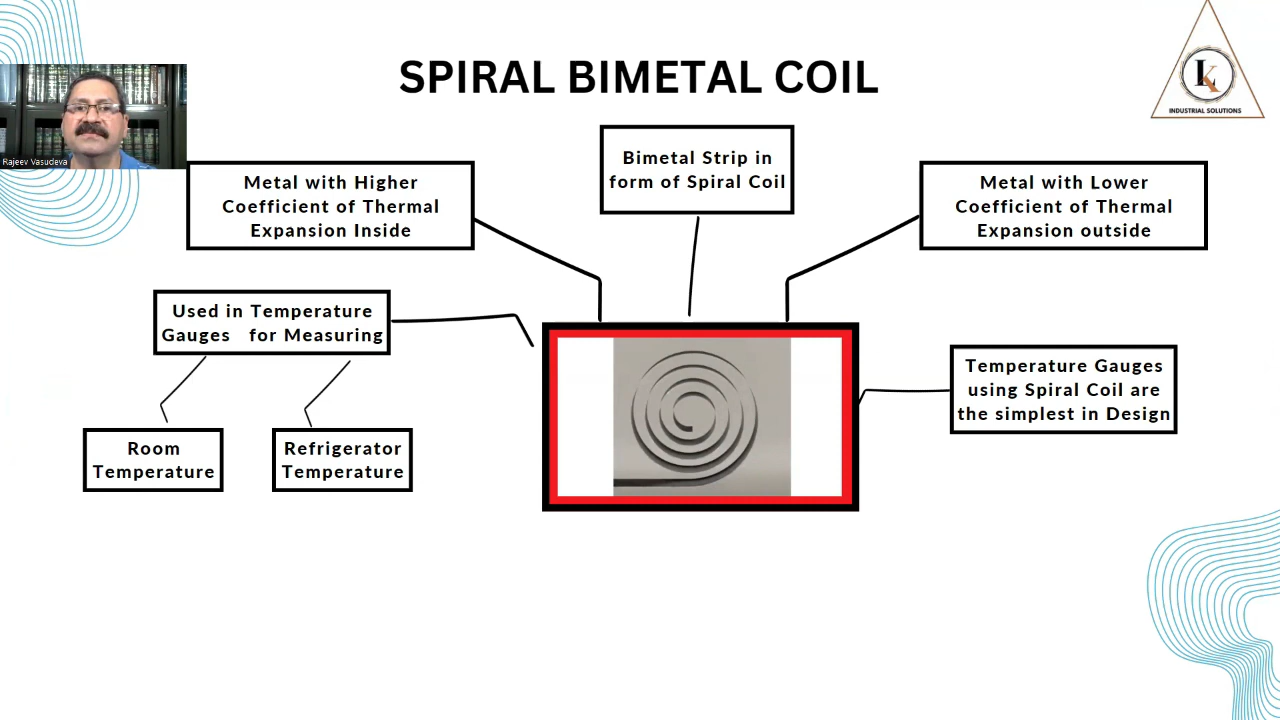 SPIRAL BIMETAL COIL
LK
INDUSTRIAL SOLUTIONS
Rajeev Vasudeva
Metal with Higher
Coefficient of Thermal
Expansion Inside
Bimetal Strip in
form of Spiral Coil
Metal with Lower
Coefficient of Thermal
Expansion outside
Used in Temperature
Gauges for Measuring
Temperature Gauges
using Spiral Coil are
the simplest in Design
Room
Temperature
Refrigerator
Temperature